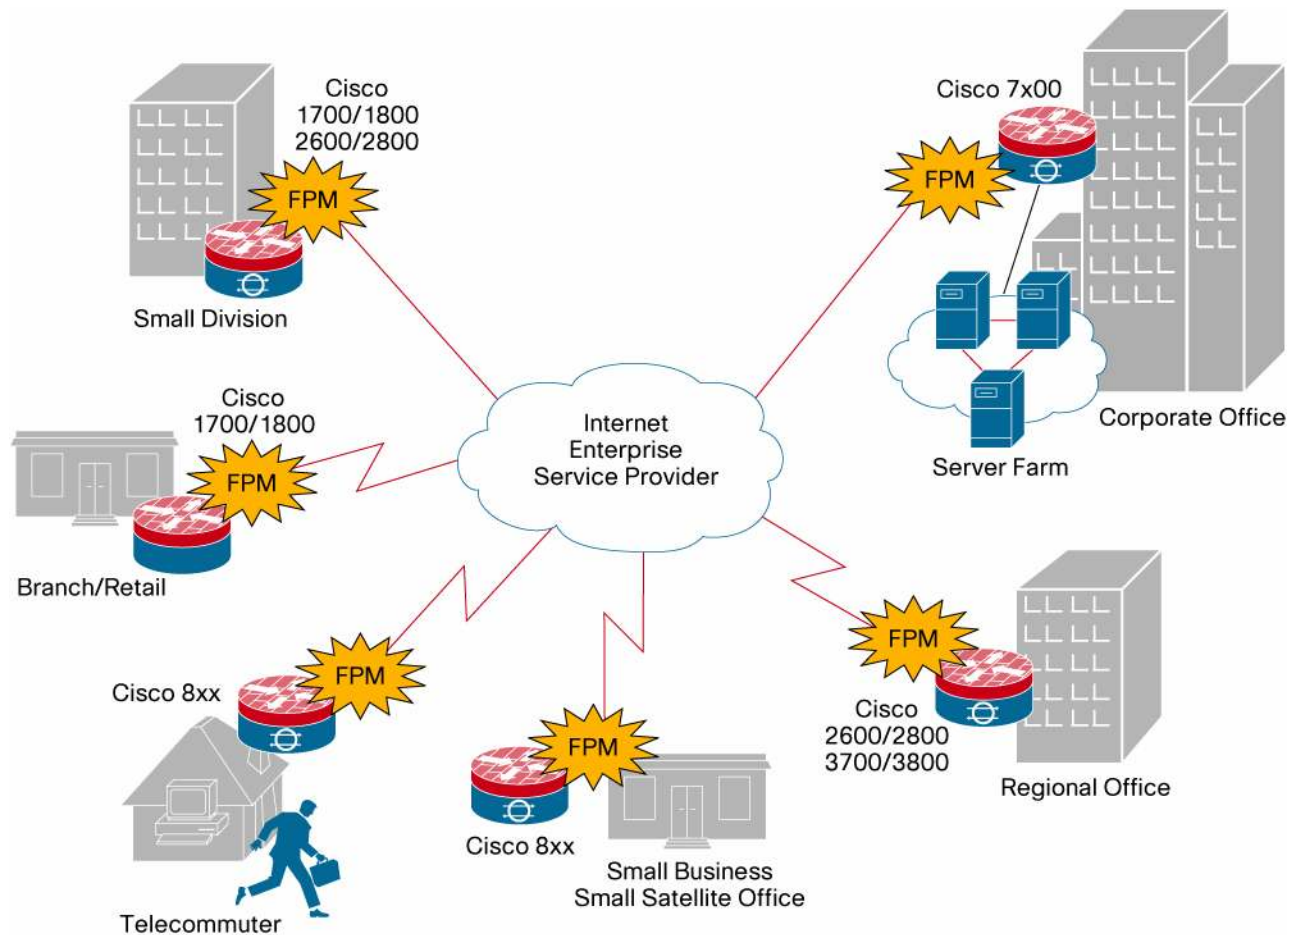 Cisco
1700/1800
2600/2800
FPM
Small Division
Cisco 7x00
FPM
Corporate Office
Server Farm
Cisco
1700/1800
FPM
Branch/Retail
Internet
Enterprise
Service Provider
Cisco 8xx
FPM
Telecommuter
FPM
Cisco 8xx
Small Business
Small Satellite Office
FPM
Cisco
2600/2800
3700/3800
Regional Office